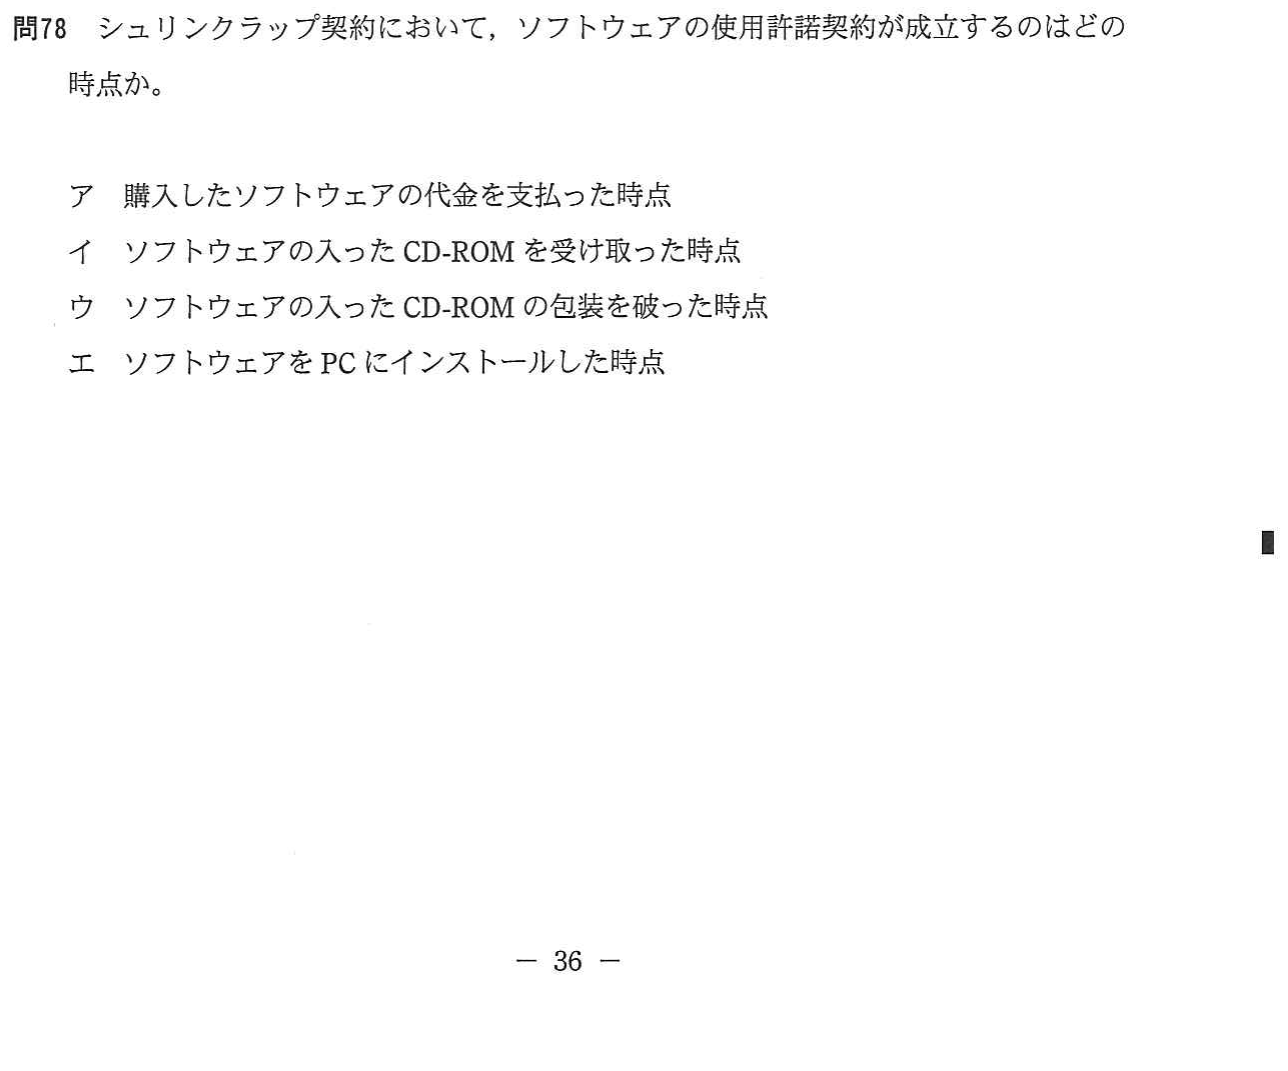 問78 シュリンクラップ契約において，ソフトウェアの使用許諾契約が成立するのはどの
時点か。
ア 購入したソフトウェアの代金を支払った時点
イ ソフトウェアの入った CD-ROM を受け取った時点
ウ ソフトウェアの入った CD-ROM の包装を破った時点
エ ソフトウェアを PC にインストールした時点
― 36 ―